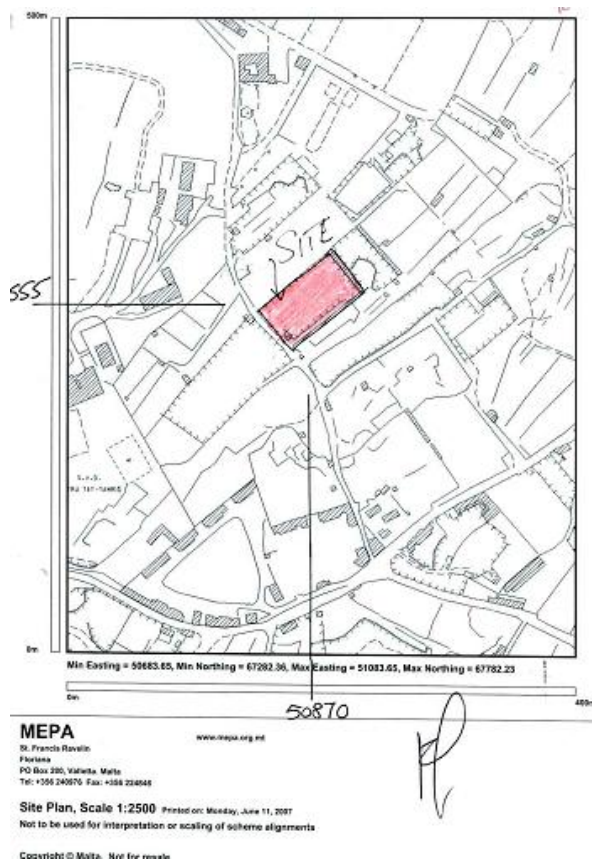 500m
SITE
555
0m
Min Easting = 50683.65, Min Northing = 67282.36, Max Easting = 51083.65, Max Northing = 67782.23
0m
400m
50870
MEPA
www.mepa.org.mt
St. Francis Ravelin
Floriana
PO Box 200, Valletta, Malta
Tel: +356 240976 Fax: +356 224846
Site Plan, Scale 1:2500 Printed on: Monday, June 11, 2007
Not to be used for interpretation or scaling of scheme alignments
Copyright © Malta. Not for resale